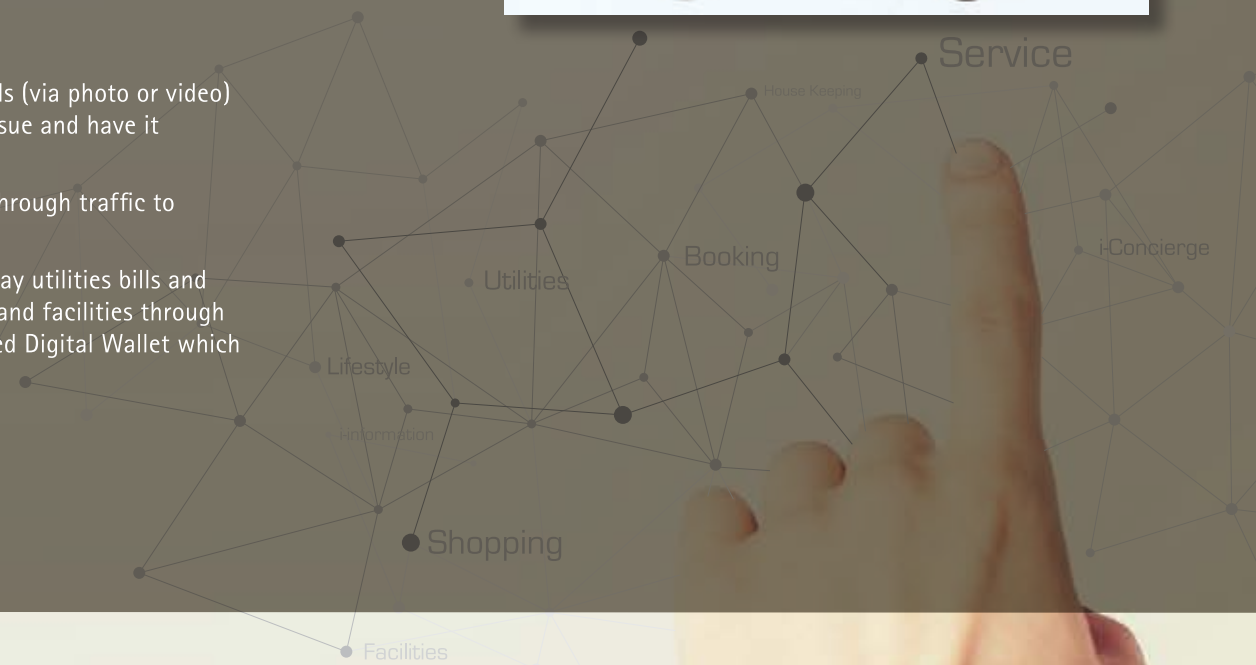 ls (via photo or video)
sue and have it
hrough traffic to
ay utilities bills and
and facilities through
ed Digital Wallet which
Service
House Keeping
Booking
i-Concierge
Utilities
Lifestyle
i-Information
Shopping
Facilities